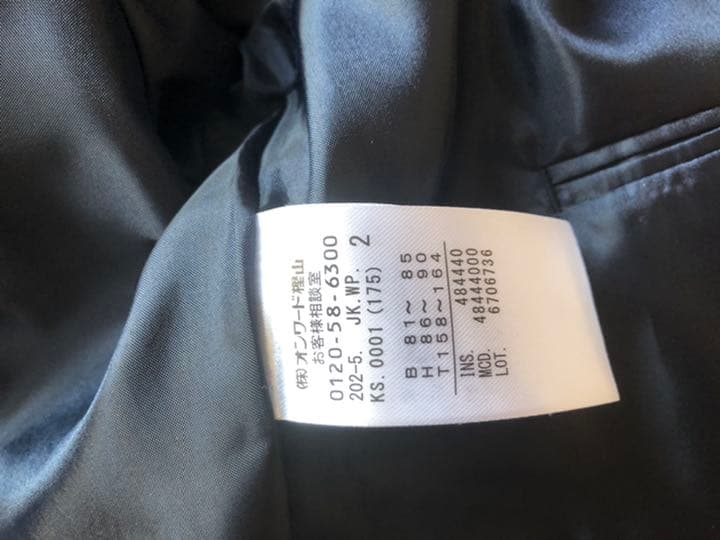 (株)オンワード樫山
お客様相談室
0120-58-6300
202-5. JK.WP. 2
KS.0001 (175)
B 81〜 85
H 86〜 90
T158〜164
INS. 484440
MCD. 48444000
LOT. 6706736